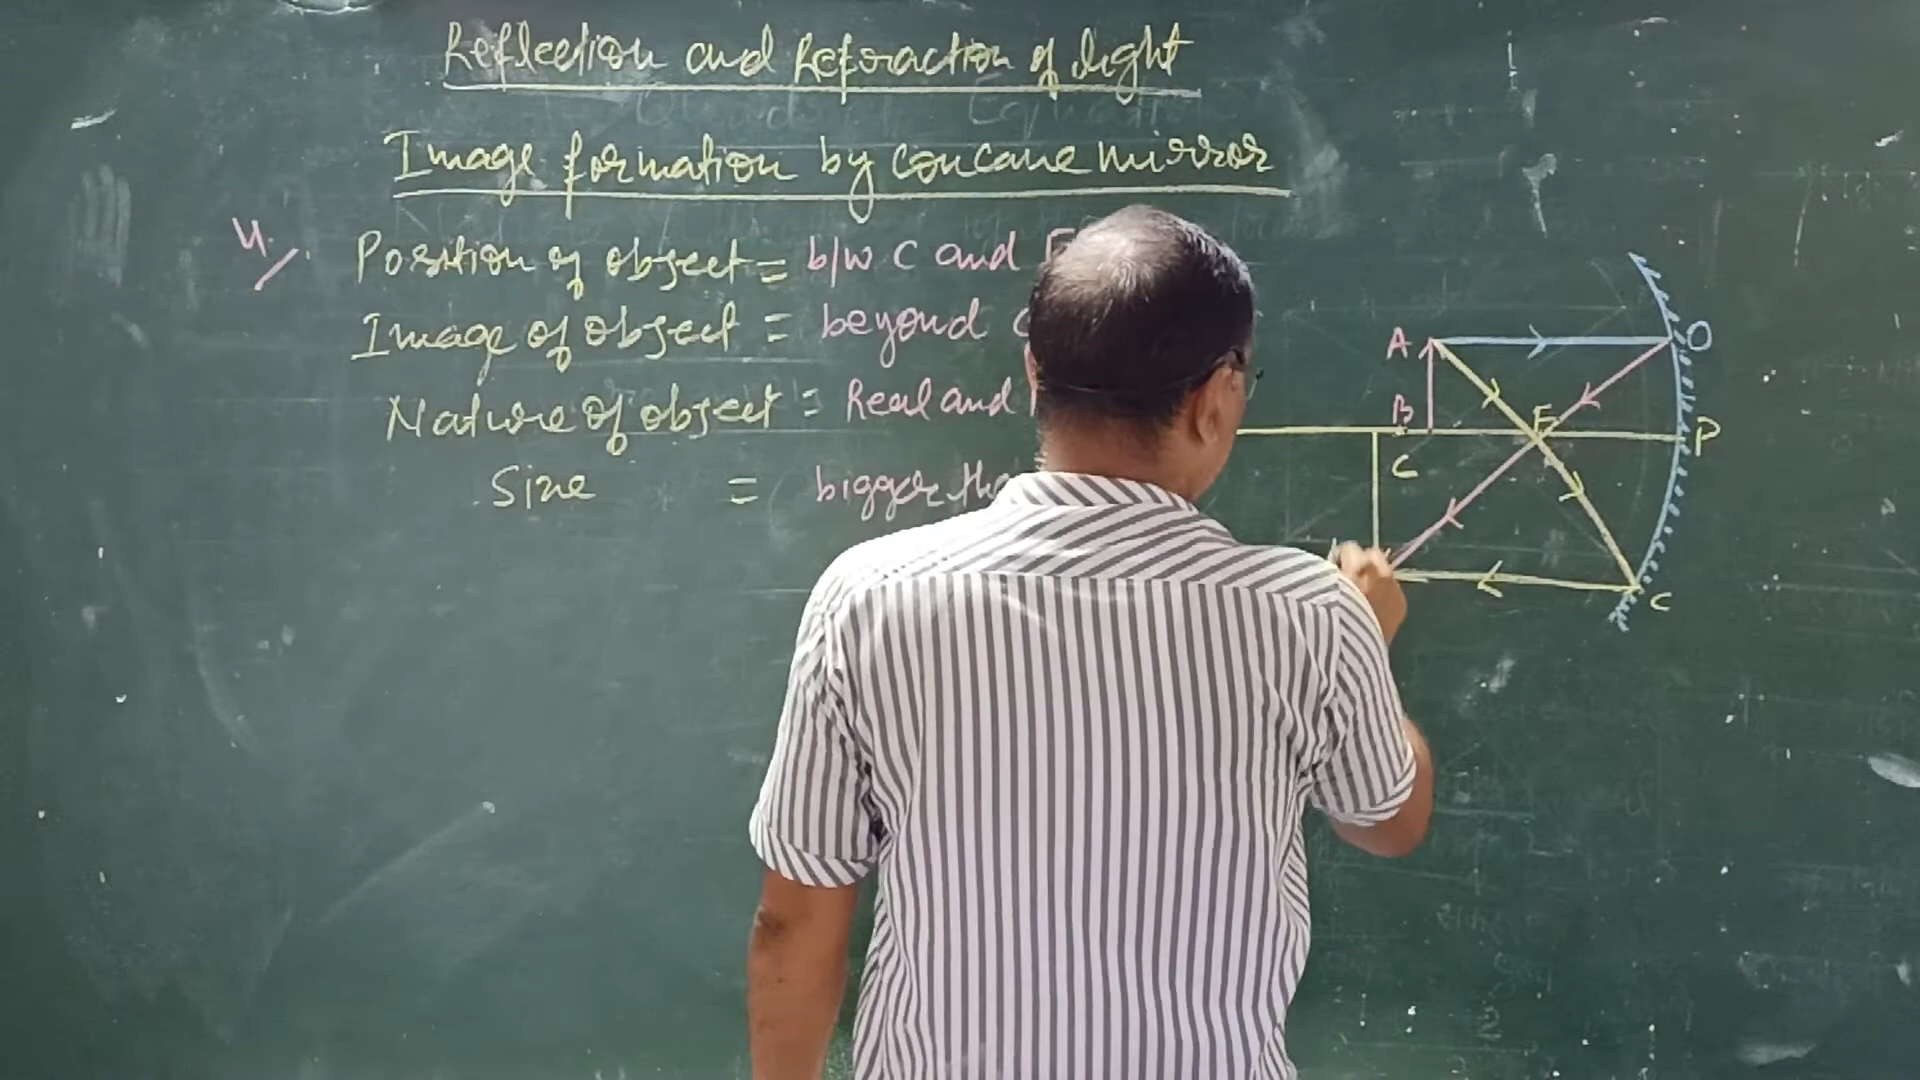 Reflection and Refraction of light
Image formation by concave mirror
4. Position of object = b/w C and F
Image of object = beyond C
Nature of object = Real and
Size = bigger tha
A
O
B
F
P
C
C